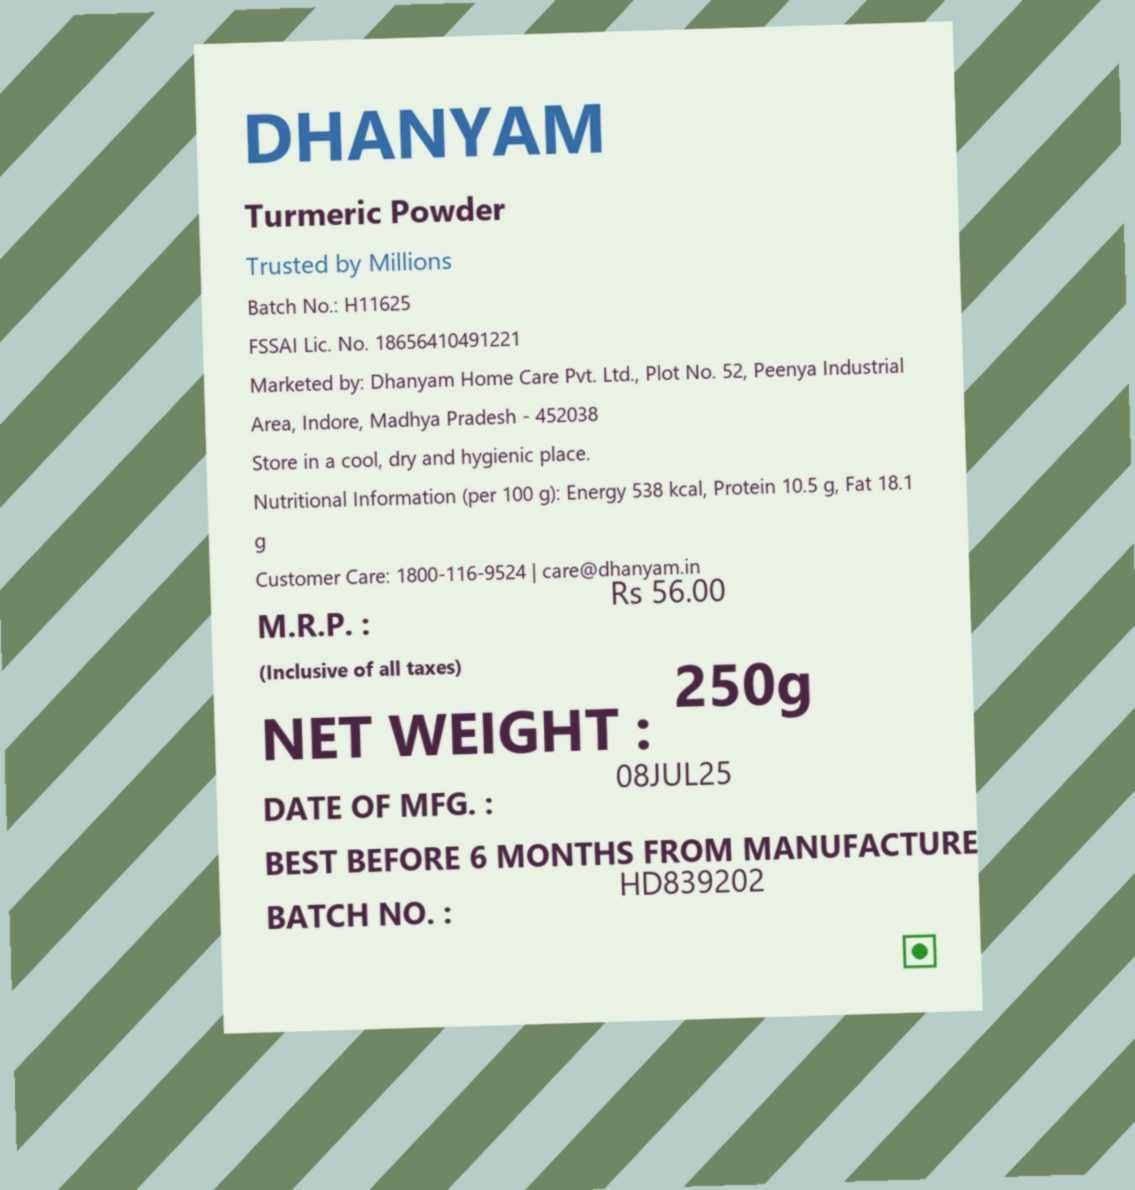 DHANYAM
Turmeric Powder
Trusted by Millions
Batch No.: H11625
FSSAI Lic. No. 18656410491221
Marketed by: Dhanyam Home Care Pvt. Ltd., Plot No. 52, Peenya Industrial
Area, Indore, Madhya Pradesh - 452038
Store in a cool, dry and hygienic place.
Nutritional Information (per 100 g): Energy 538 kcal, Protein 10.5 g, Fat 18.1
g
Customer Care: 1800-116-9524 | care@dhanyam.in
M.R.P. : Rs 56.00
(Inclusive of all taxes)
NET WEIGHT : 250g
DATE OF MFG. : 08JUL25
BEST BEFORE 6 MONTHS FROM MANUFACTURE
BATCH NO. : HD839202